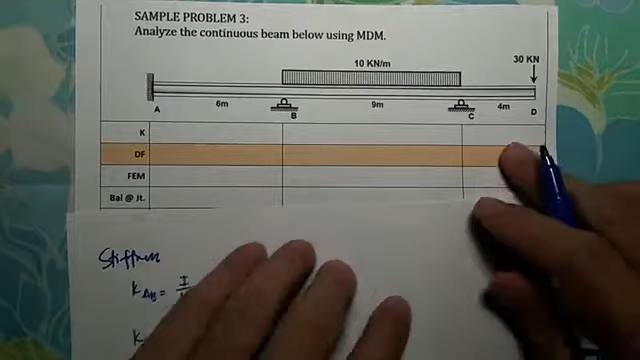 SAMPLE PROBLEM 3:
Analyze the continuous beam below using MDM.
30 KN
10 KN/m
6m
9m
4m
A
B
C
D
K
DF
FEM
Bal @ Jt.
Stiffness
K AB = I
K